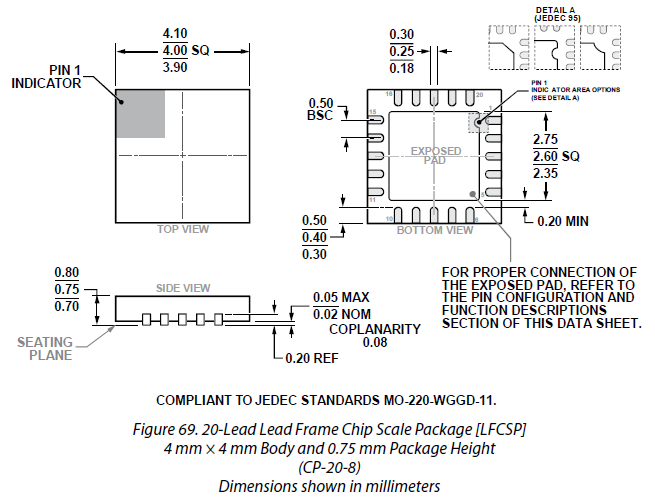 DETAIL A
(JEDEC 95)
4.10
4.00 SQ
3.90
0.30
0.25
0.18
PIN 1
INDICATOR
PIN 1
INDIC ATOR AREA OPTIONS
(SEE DETAIL A)
16
20
15
1
0.50
BSC
EXPOSED
PAD
2.75
2.60 SQ
2.35
11
5
10
6
TOP VIEW
BOTTOM VIEW
0.50
0.40
0.30
0.20 MIN
0.80
0.75
0.70
SIDE VIEW
0.05 MAX
0.02 NOM
COPLANARITY
0.08
0.20 REF
SEATING
PLANE
FOR PROPER CONNECTION OF
THE EXPOSED PAD, REFER TO
THE PIN CONFIGURATION AND
FUNCTION DESCRIPTIONS
SECTION OF THIS DATA SHEET.
COMPLIANT TO JEDEC STANDARDS MO-220-WGGD-11.
Figure 69. 20-Lead Lead Frame Chip Scale Package [LFCSP]
4 mm × 4 mm Body and 0.75 mm Package Height
(CP-20-8)
Dimensions shown in millimeters